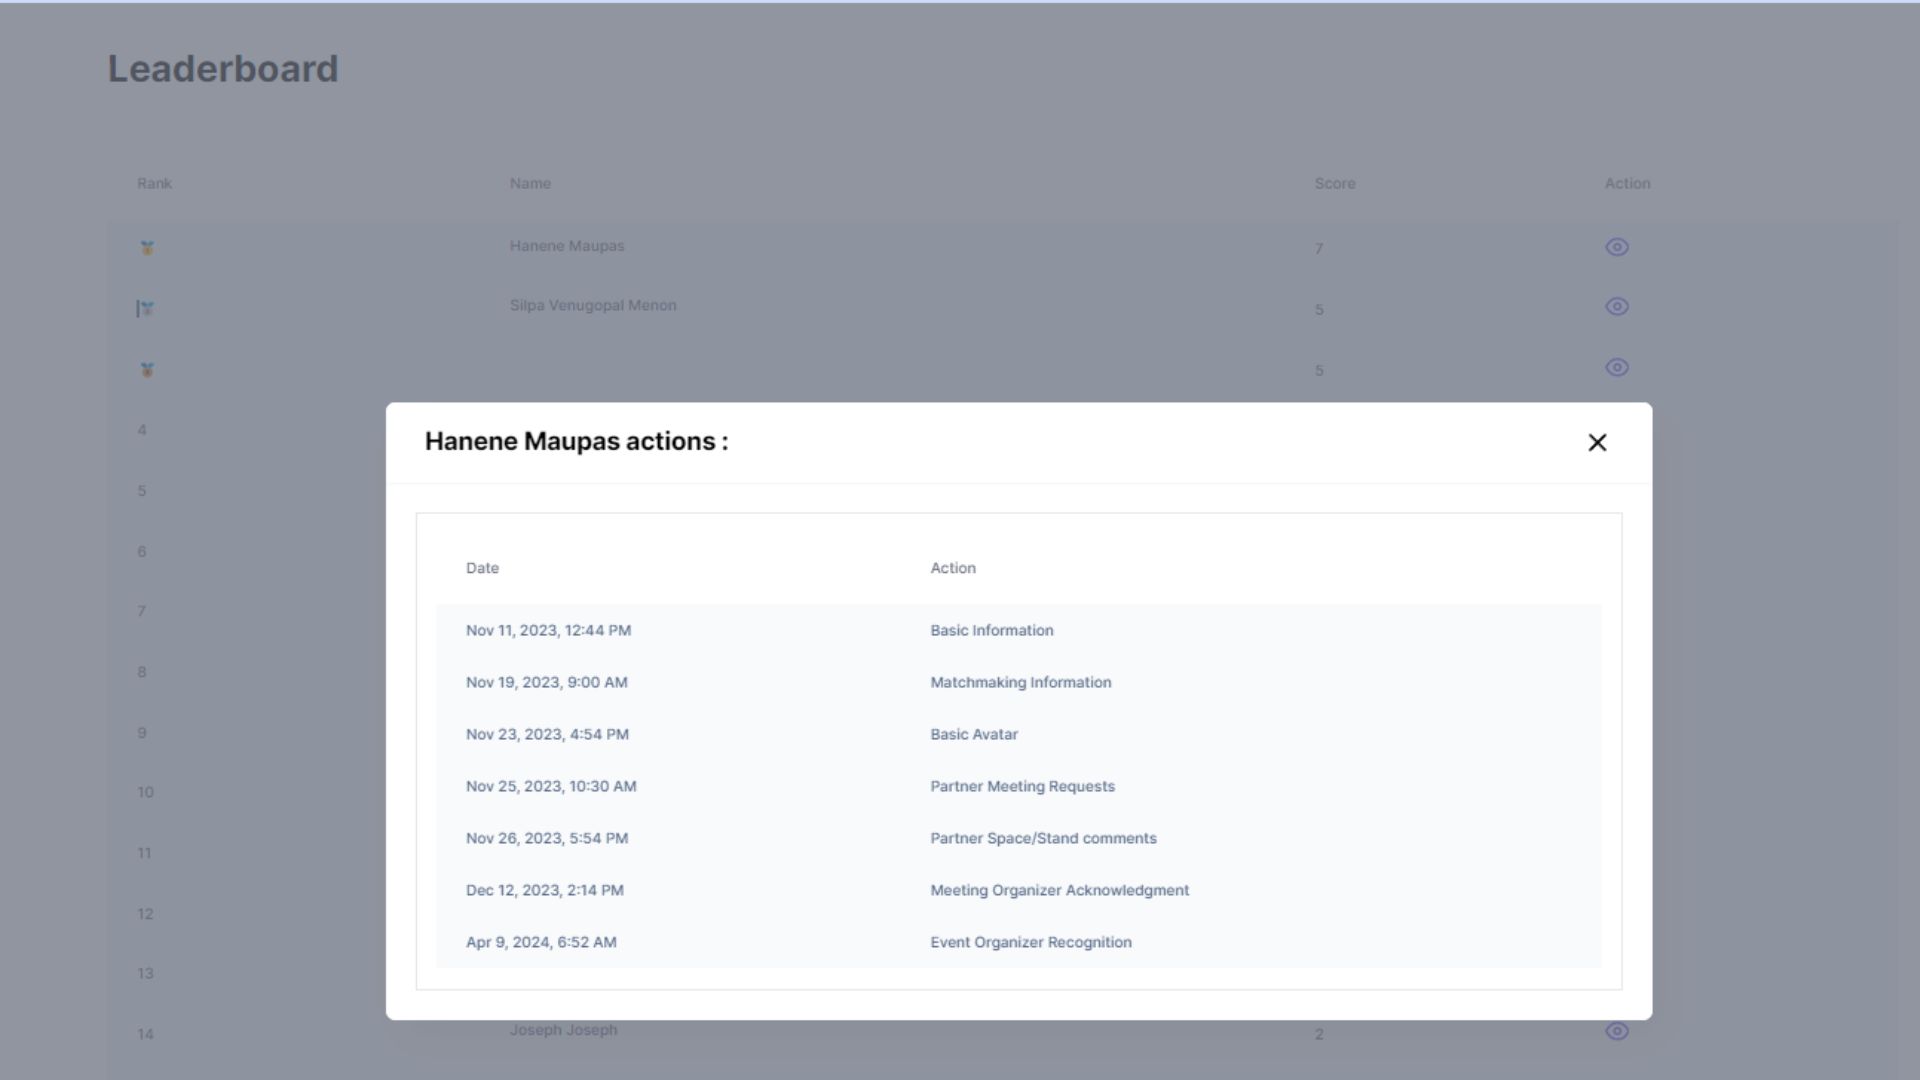 Leaderboard
Rank Name Score Action
Hanene Maupas 7
Silpa Venugopal Menon 5
5
4
Hanene Maupas actions :
5
Date Action
6
7
Nov 11, 2023, 12:44 PM Basic Information
8
Nov 19, 2023, 9:00 AM Matchmaking Information
9
Nov 23, 2023, 4:54 PM Basic Avatar
10
Nov 25, 2023, 10:30 AM Partner Meeting Requests
11
Nov 26, 2023, 5:54 PM Partner Space/Stand comments
12
Dec 12, 2023, 2:14 PM Meeting Organizer Acknowledgment
13
Apr 9, 2024, 6:52 AM Event Organizer Recognition
14 Joseph Joseph 2